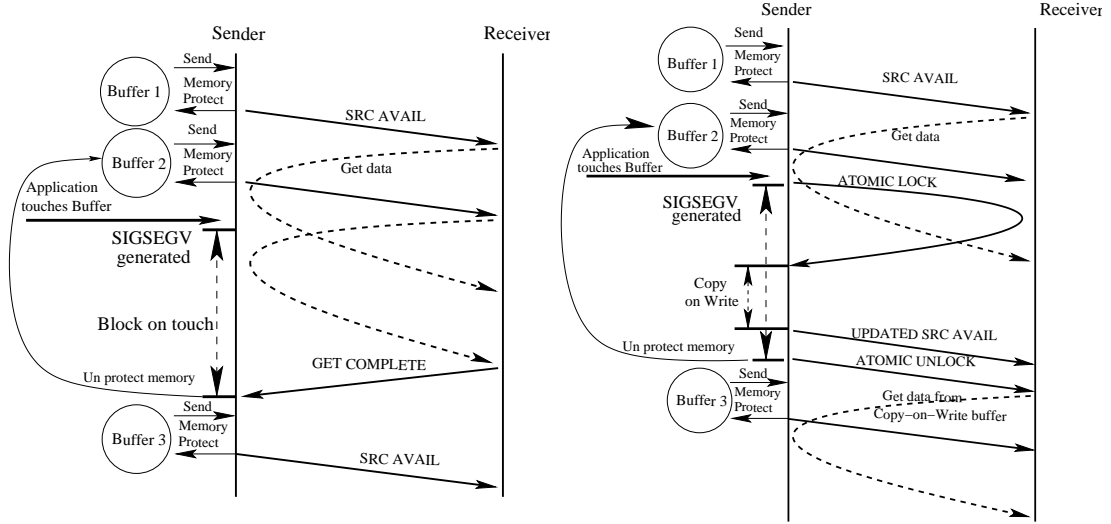 Sender
Receiver
Send
Buffer 1
Memory
Protect
SRC AVAIL
Send
Buffer 2
Memory
Protect
Get data
Application
touches Buffer
SIGSEGV
generated
Block on touch
GET COMPLETE
Un protect memory
Send
Buffer 3
Memory
Protect
SRC AVAIL
Sender
Receiver
Send
Buffer 1
Memory
Protect
SRC AVAIL
Send
Buffer 2
Memory
Protect
Get data
Application
touches Buffer
ATOMIC LOCK
SIGSEGV
generated
Copy
on Write
UPDATED SRC AVAIL
Un protect memory
ATOMIC UNLOCK
Send
Buffer 3
Memory
Protect
Get data from
Copy–on–Write buffer